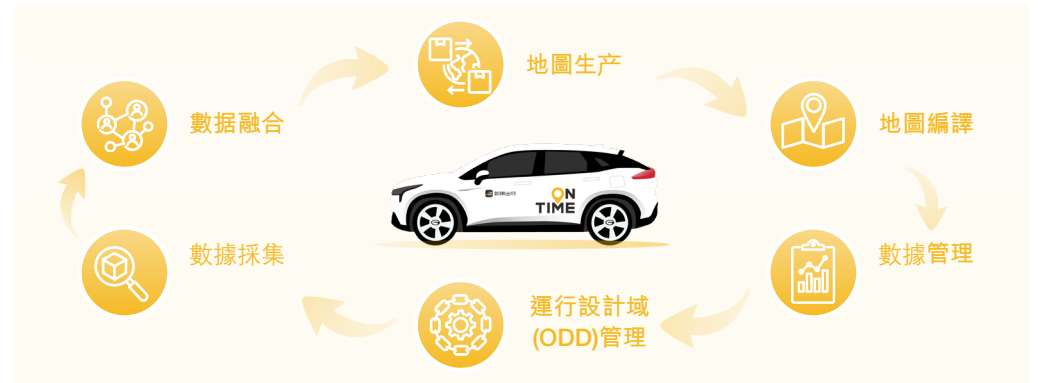 地圖生产
數据融合
地圖編譯
ON
TIME
數據採集
數據管理
運行設計域
(ODD)管理